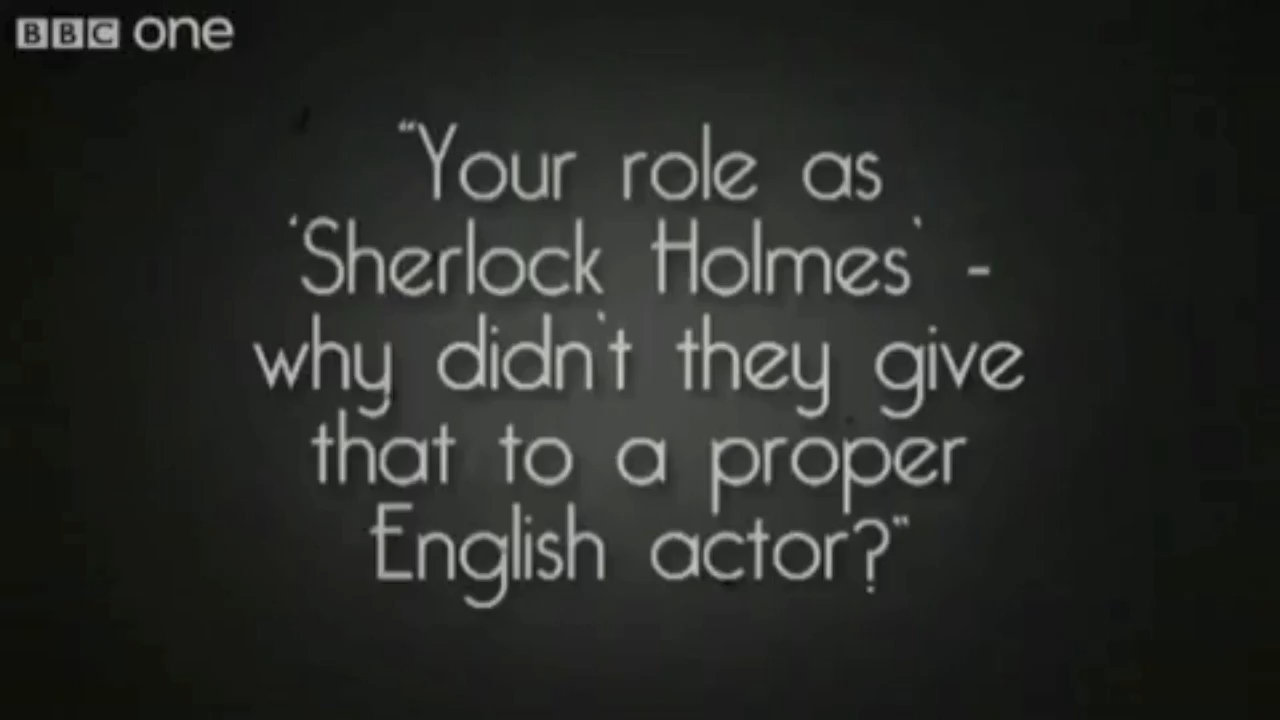 BBC one
"Your role as
'Sherlock Holmes' -
why didn't they give
that to a proper
English actor?"